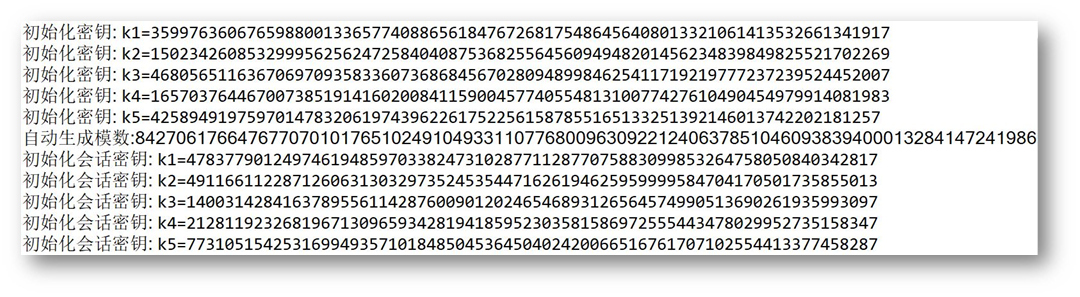 初始化密钥: k1=35997636067659880013365774088656184767268175486456408013321061413532661341917
初始化密钥: k2=15023426085329995625624725840408753682556456094948201456234839849825521702269
初始化密钥: k3=46805651163670697093583360736868456702809489984625411719219777237239524452007
初始化密钥: k4=16570376446700738519141602008411590045774055481310077427610490454979914081983
初始化密钥: k5=42589491975970147832061974396226175225615878551653133251392146013742202181257
自动生成模数:8427061766476770701017651024910493311077680096309221240637851046093839400013284147241986
初始化会话密钥: k1=47837790124974619485970338247310287711287707588309985326475805084034​2817
初始化会话密钥: k2=49116611228712606313032973524535447162619462595999958470417050173585​5013
初始化会话密钥: k3=14003142841637895561142876009012024654689312656457499051369026193599​3097
初始化会话密钥: k4=21281192326819671309659342819418595230358158697255544347802995273515​8347
初始化会话密钥: k5=77310515425316994935710184850453645040242006651676170710255441337745​8287